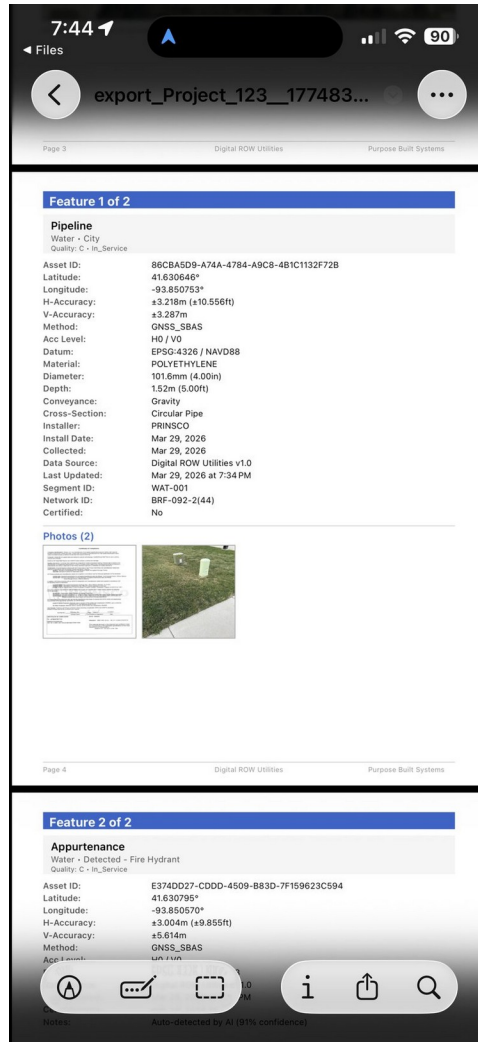 7:44
90
◀ Files
export_Project_123__177483...
Page 3 Digital ROW Utilities Purpose Built Systems
Feature 1 of 2
Pipeline
Water • City
Quality: C • In_Service
Asset ID: 86CBA5D9-A74A-4784-A9C8-4B1C1132F72B
Latitude: 41.630646°
Longitude: -93.850753°
H-Accuracy: ±3.218m (±10.556ft)
V-Accuracy: ±3.287m
Method: GNSS_SBAS
Acc Level: H0 / V0
Datum: EPSG:4326 / NAVD88
Material: POLYETHYLENE
Diameter: 101.6mm (4.00in)
Depth: 1.52m (5.00ft)
Conveyance: Gravity
Cross-Section: Circular Pipe
Installer: PRINSCO
Install Date: Mar 29, 2026
Collected: Mar 29, 2026
Data Source: Digital ROW Utilities v1.0
Last Updated: Mar 29, 2026 at 7:34 PM
Segment ID: WAT-001
Network ID: BRF-092-2(44)
Certified: No
Photos (2)
Page 4 Digital ROW Utilities Purpose Built Systems
Feature 2 of 2
Appurtenance
Water • Detected - Fire Hydrant
Quality: C • In_Service
Asset ID: E374DD27-CDDD-4509-B83D-7F159623C594
Latitude: 41.630795°
Longitude: -93.850570°
H-Accuracy: ±3.004m (±9.855ft)
V-Accuracy: ±5.614m
Method: GNSS_SBAS
Acc Level: H0 / V0
Notes: Auto-detected by AI (91% confidence)